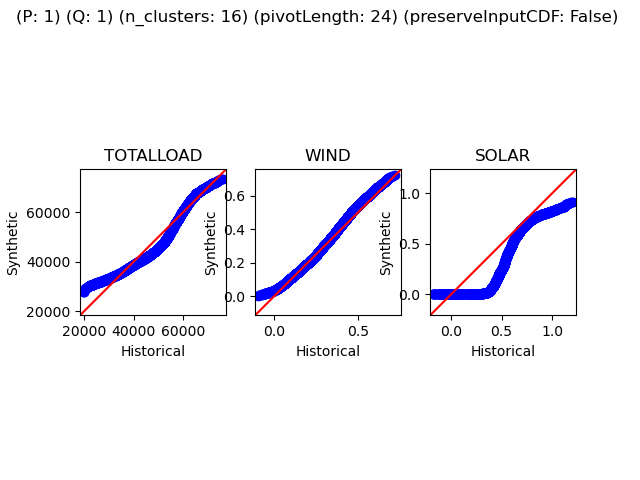 (P: 1) (Q: 1) (n_clusters: 16) (pivotLength: 24) (preserveInputCDF: False)
TOTALLOAD
60000
40000
20000
Synthetic
20000 40000 60000
Historical
WIND
0.6
0.4
0.2
0.0
Synthetic
0.0 0.5
Historical
SOLAR
1.0
0.5
0.0
Synthetic
0.0 0.5 1.0
Historical